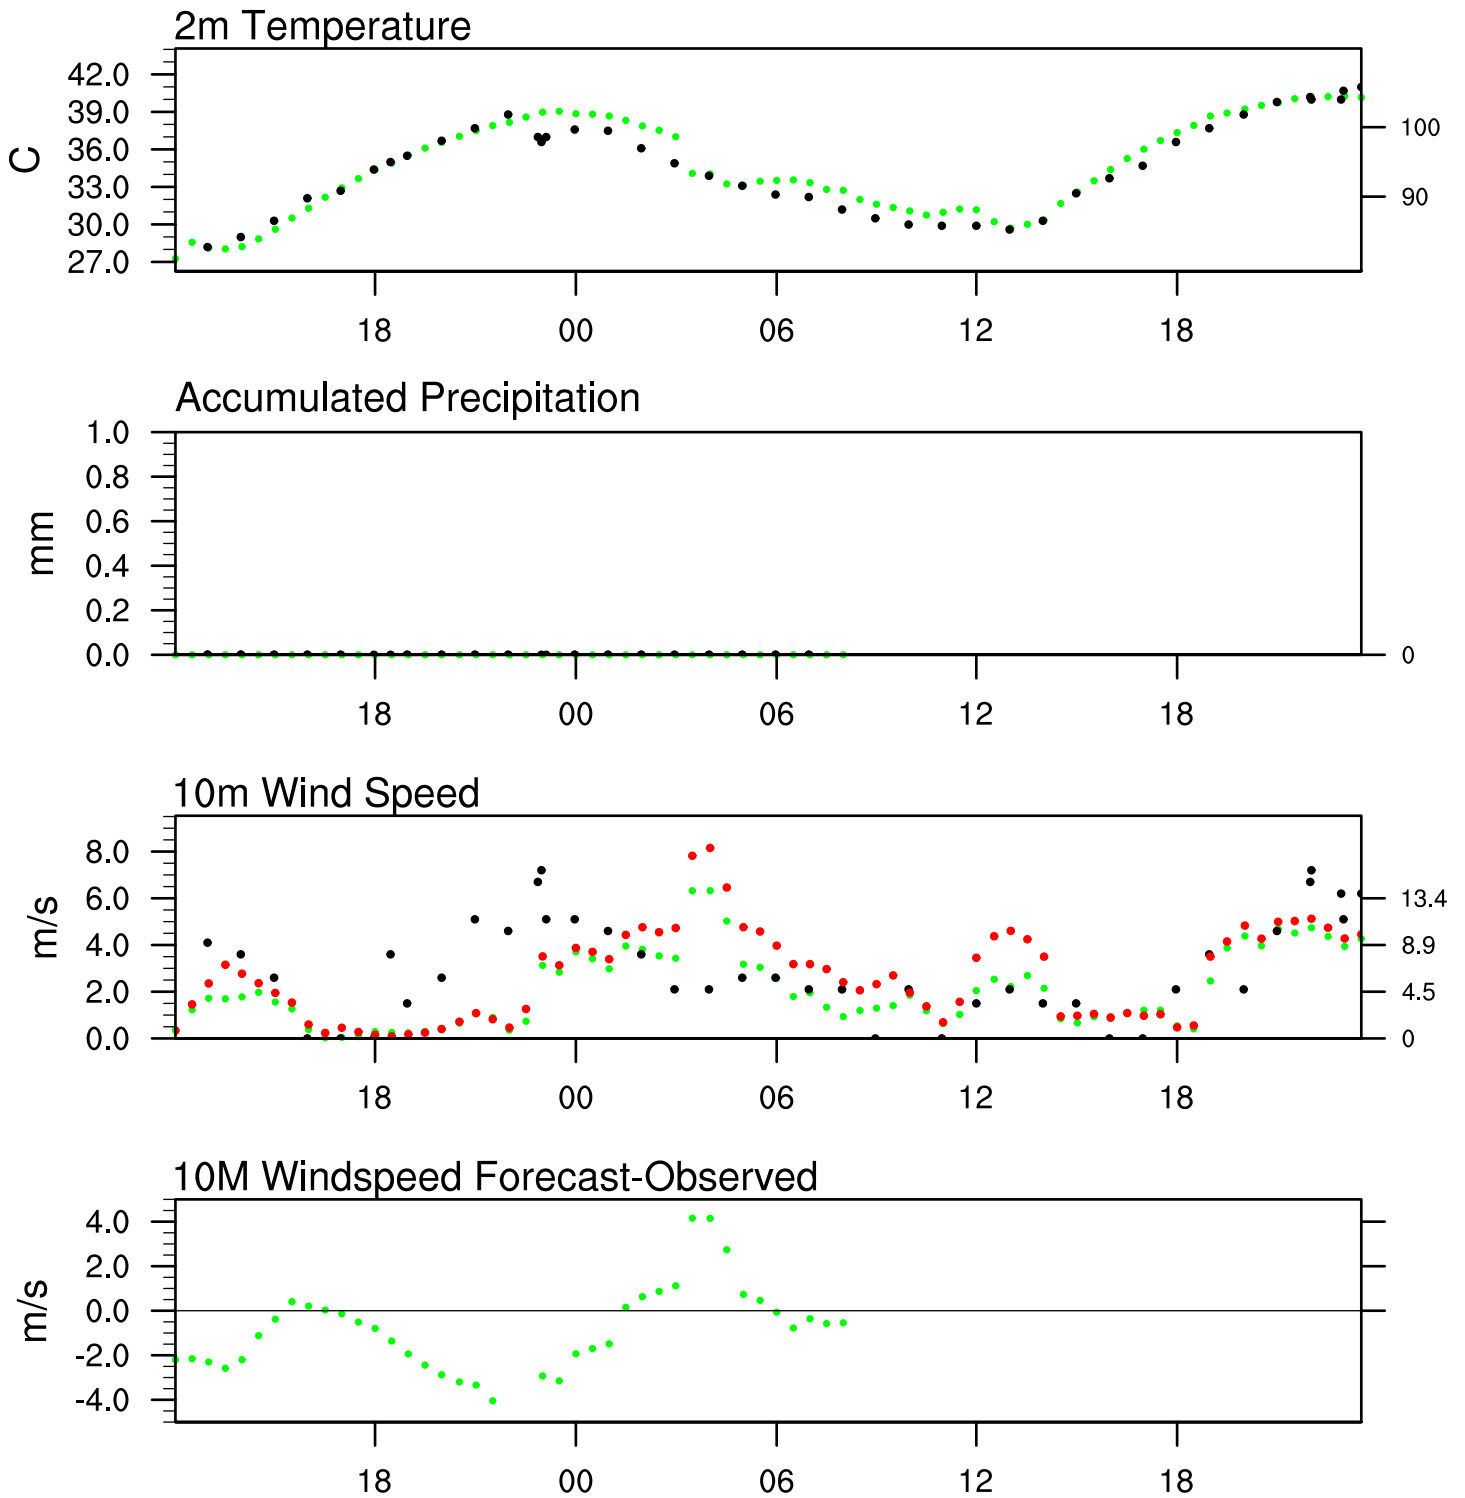 2m Temperature
42.0
39.0
36.0
33.0
30.0
27.0
C
100
90
18 00 06 12 18
Accumulated Precipitation
1.0
0.8
0.6
0.4
0.2
0.0
mm
0
18 00 06 12 18
10m Wind Speed
8.0
6.0
4.0
2.0
0.0
m/s
13.4
8.9
4.5
0
18 00 06 12 18
10M Windspeed Forecast-Observed
4.0
2.0
0.0
-2.0
-4.0
m/s
18 00 06 12 18